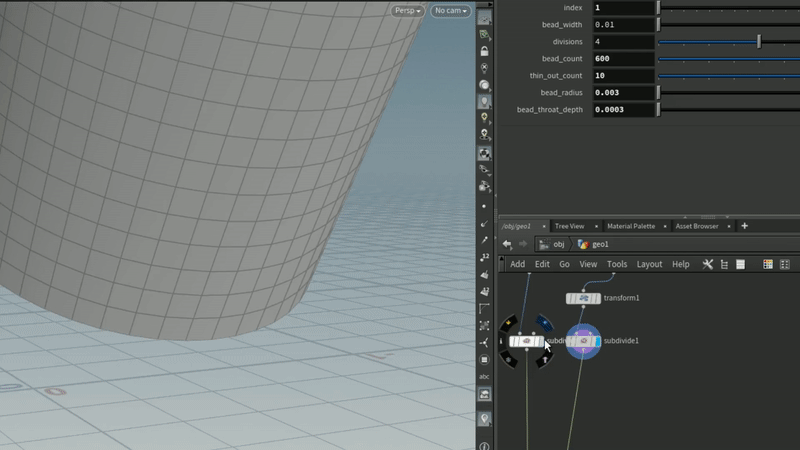 Persp
No cam
index 1
bead_width 0.01
divisions 4
bead_count 600
thin_out_count 10
bead_radius 0.003
bead_throat_depth 0.0003
/obj/geo1 Tree View Material Palette Asset Browser
obj geo1
Add Edit Go View Tools Layout Help
transform1
subdivide1
abc